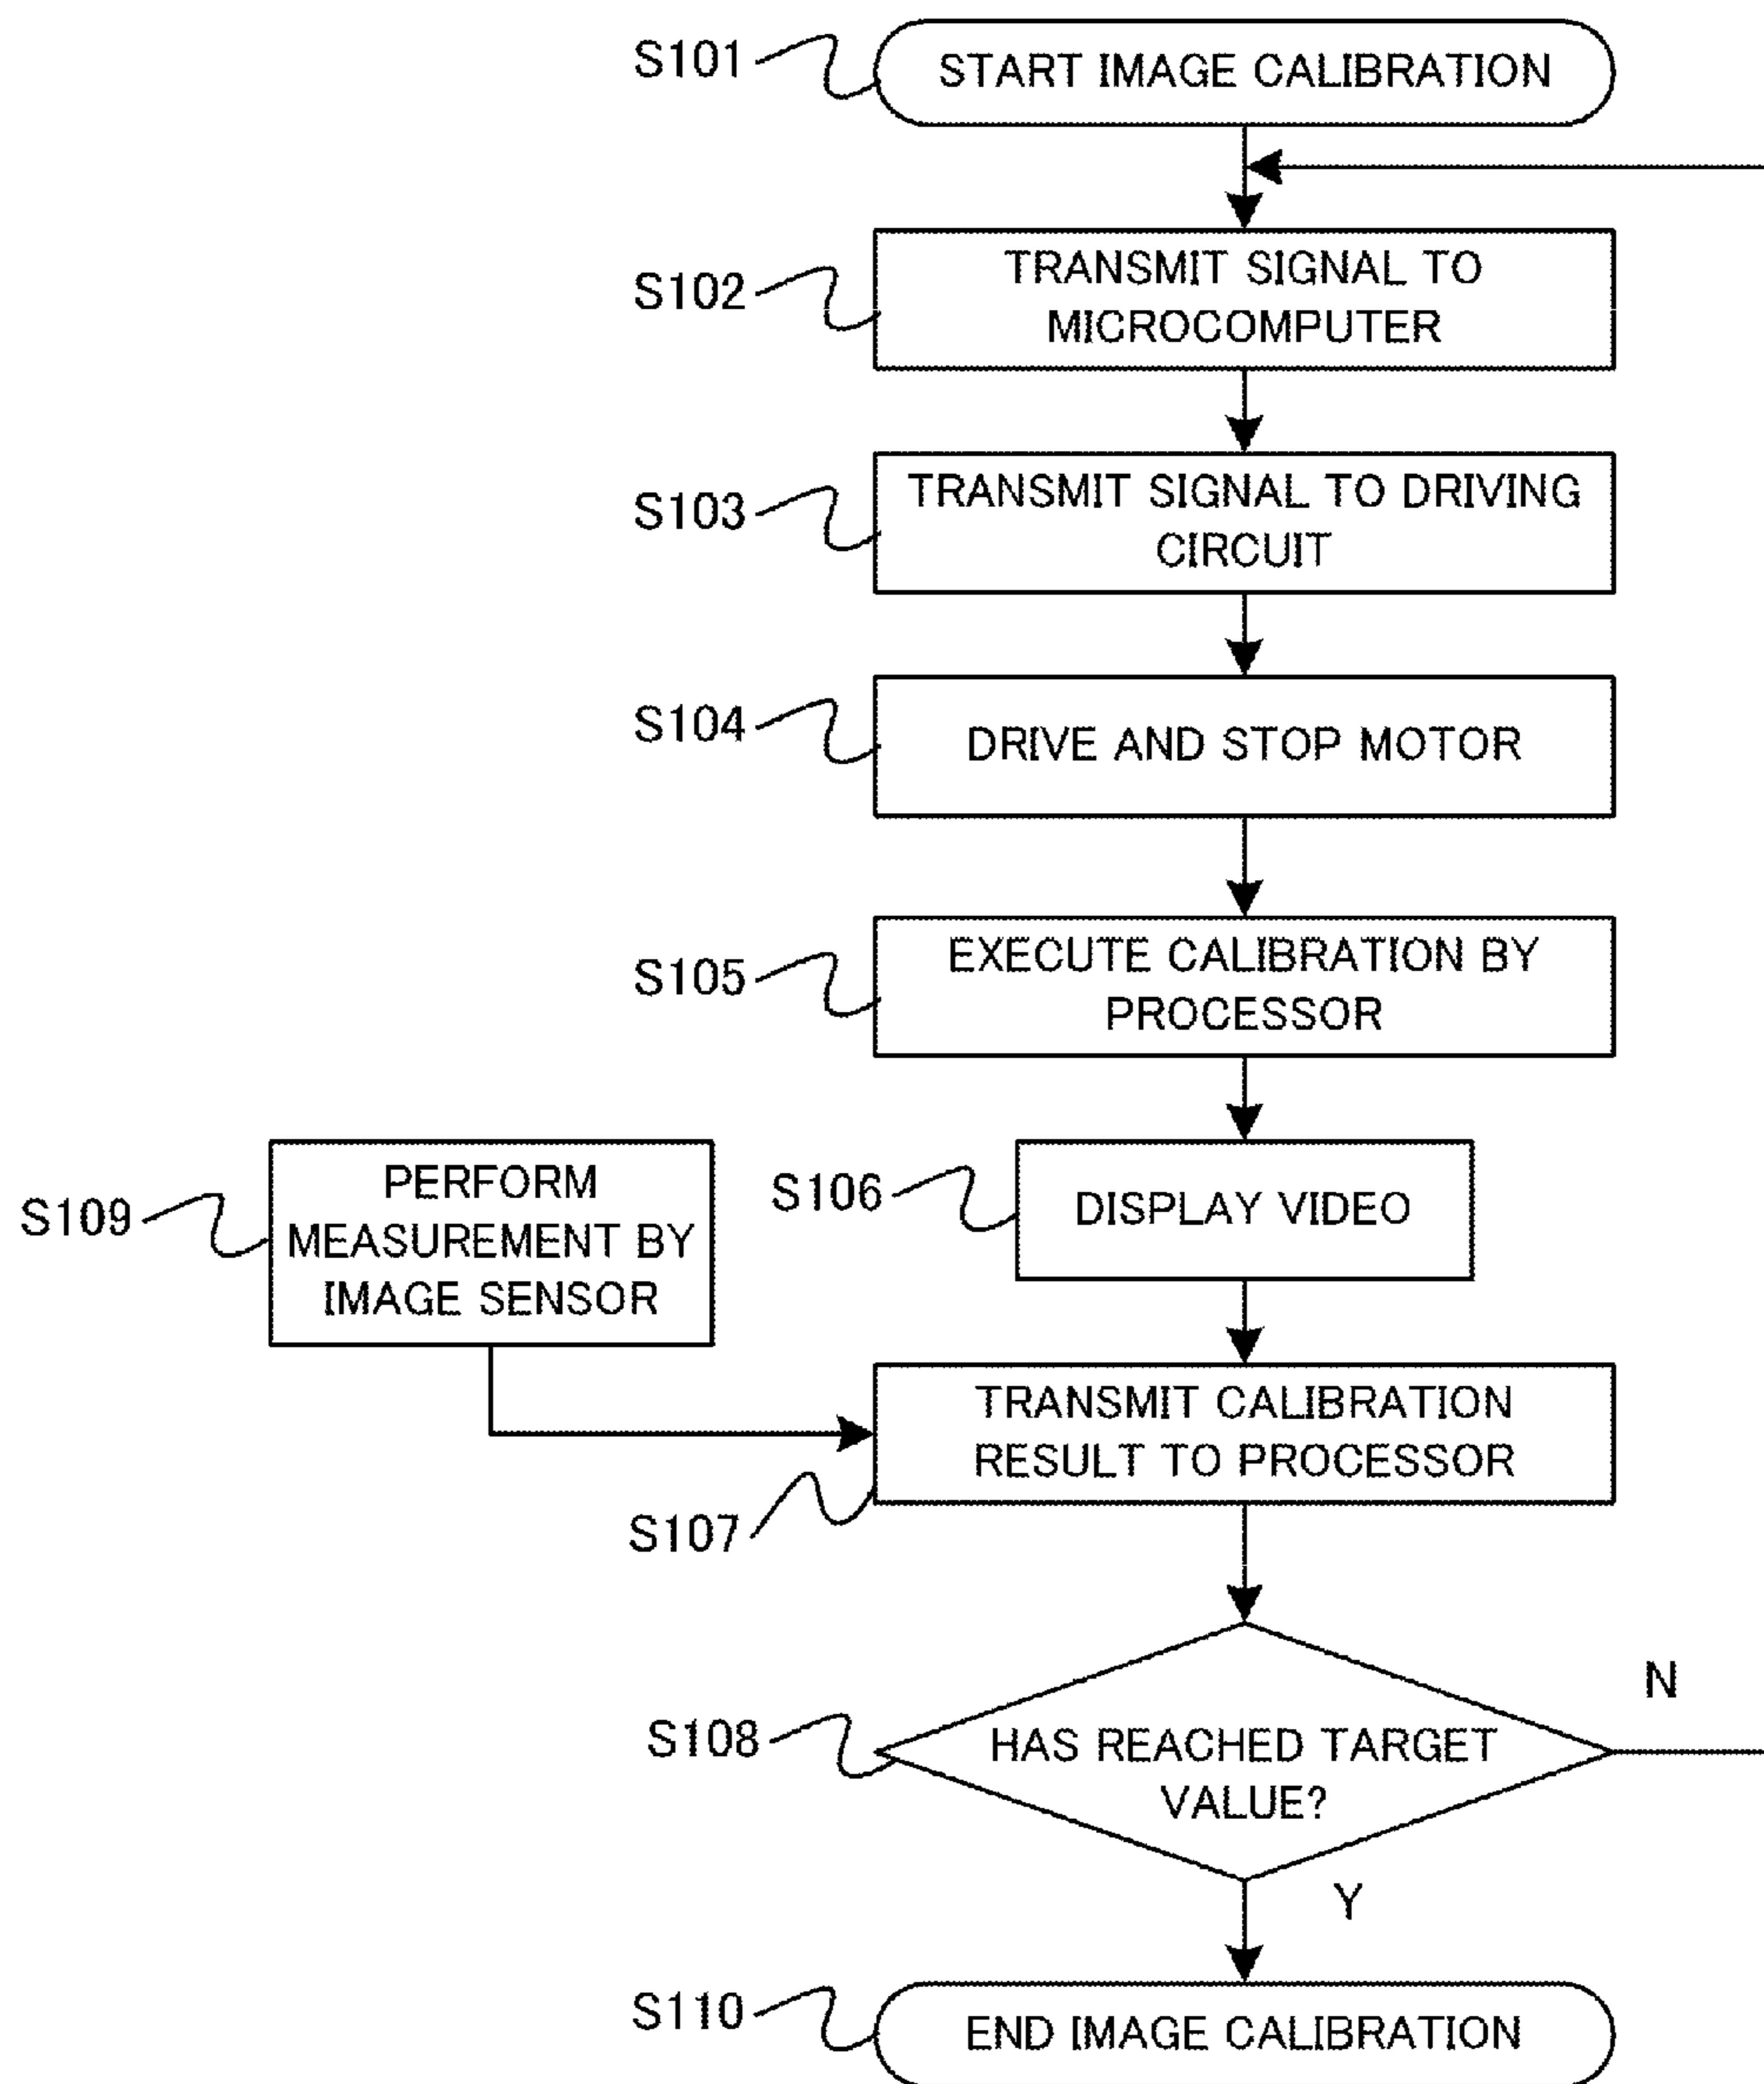 S101
START IMAGE CALIBRATION
S102
TRANSMIT SIGNAL TO
MICROCOMPUTER
S103
TRANSMIT SIGNAL TO DRIVING
CIRCUIT
S104
DRIVE AND STOP MOTOR
S105
EXECUTE CALIBRATION BY
PROCESSOR
S109
PERFORM
MEASUREMENT BY
IMAGE SENSOR
S106
DISPLAY VIDEO
TRANSMIT CALIBRATION
RESULT TO PROCESSOR
S107
S108
HAS REACHED TARGET
VALUE?
N
Y
S110
END IMAGE CALIBRATION